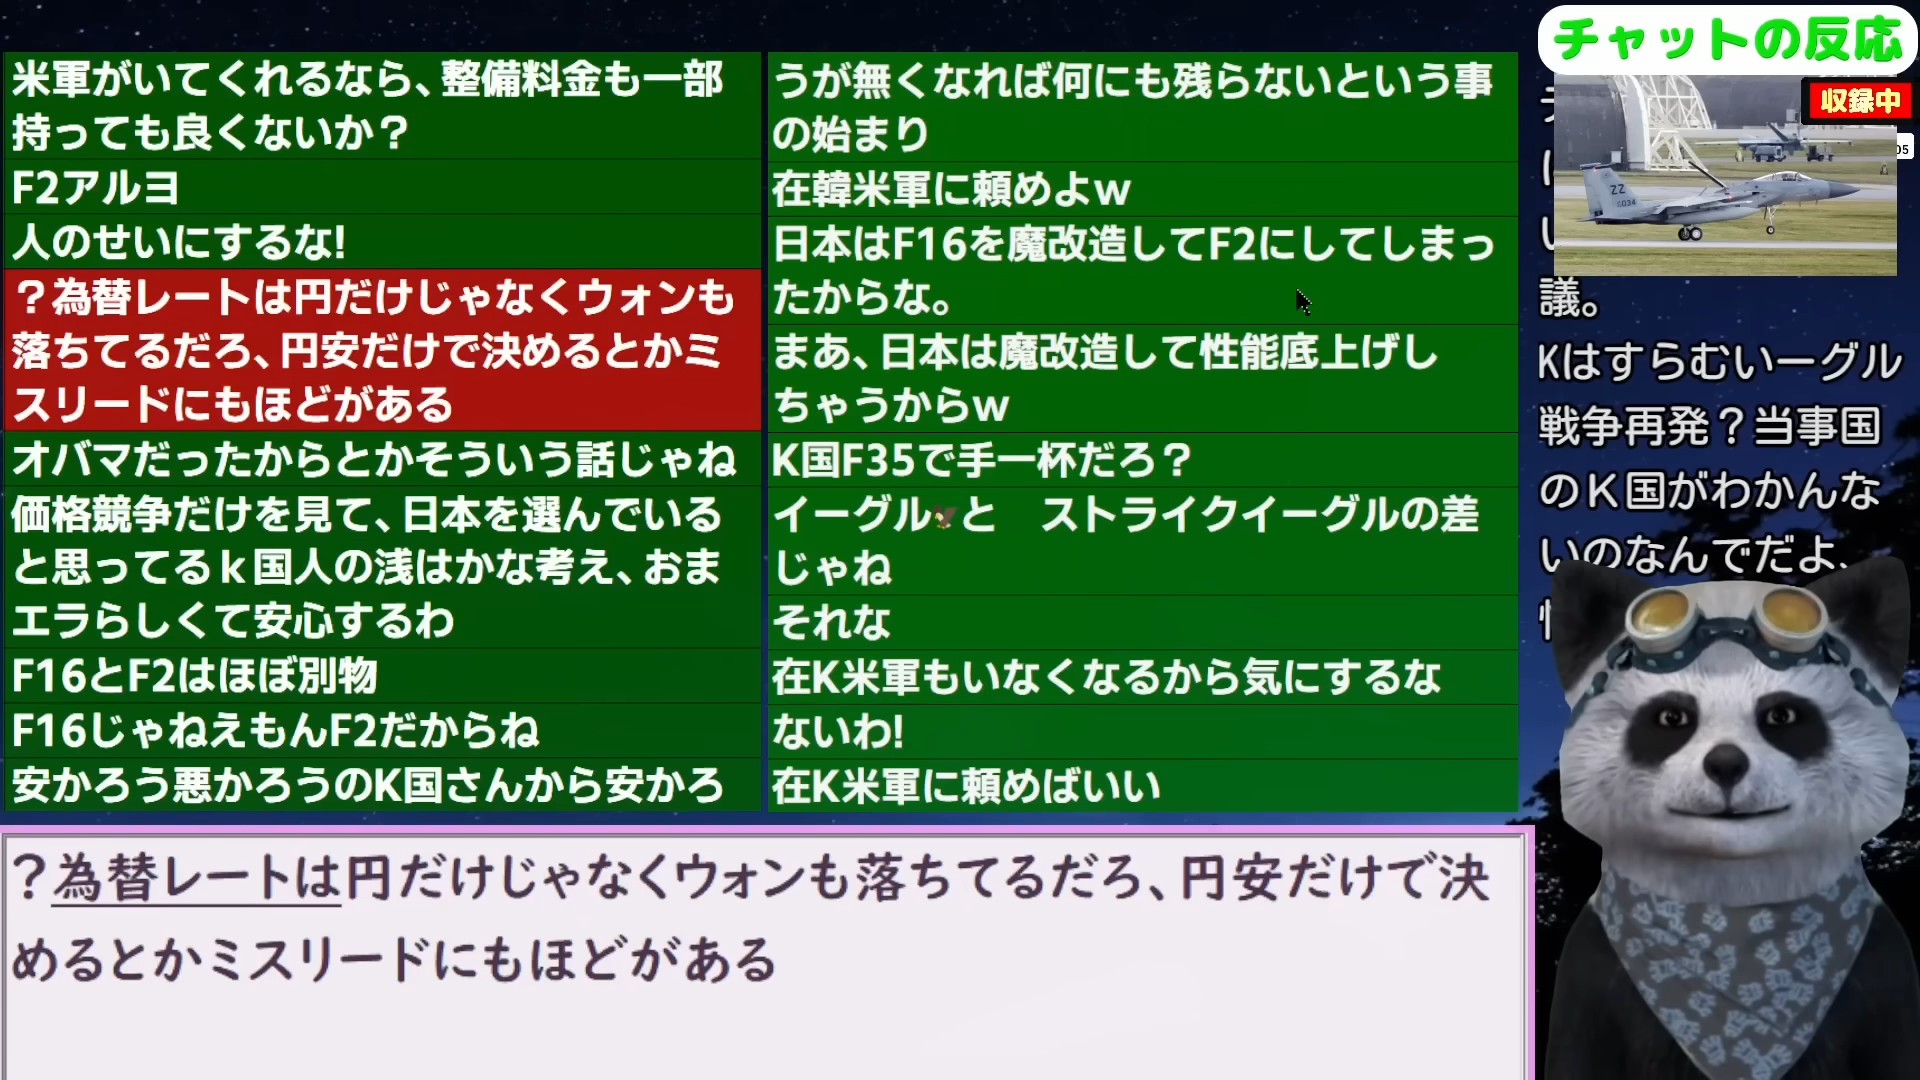 チャットの反応
収録中
05
ZZ
034
米軍がいてくれるなら、整備料金も一部
持っても良くないか？
F2アルヨ
人のせいにするな!
？為替レートは円だけじゃなくウォンも
落ちてるだろ、円安だけで決めるとかミ
スリードにもほどがある
オバマだったからとかそういう話じゃね
価格競争だけを見て、日本を選んでいる
と思ってるｋ国人の浅はかな考え、おま
エラらしくて安心するわ
F16とF2はほぼ別物
F16じゃねえもんF2だからね
安かろう悪かろうのK国さんから安かろ
うが無くなれば何にも残らないという事
の始まり
在韓米軍に頼めよｗ
日本はF16を魔改造してF2にしてしまっ
たからな。
まあ、日本は魔改造して性能底上げし
ちゃうからｗ
K国F35で手一杯だろ？
イーグル🦅と　ストライクイーグルの差
じゃね
それな
在K米軍もいなくなるから気にするな
ないわ!
在K米軍に頼めばいい
議。
Kはすらむいーグル
戦争再発？当事国
のＫ国がわかんな
いのなんでだよ、
？為替レートは円だけじゃなくウォンも落ちてるだろ、円安だけで決
めるとかミスリードにもほどがある